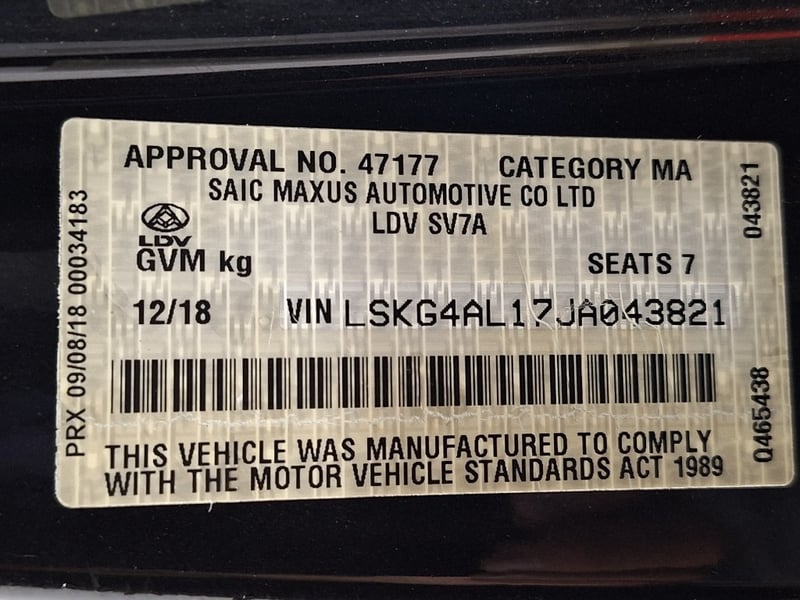 APPROVAL NO. 47177 CATEGORY MA
SAIC MAXUS AUTOMOTIVE CO LTD
LDV SV7A
LDV
GVM kg SEATS 7
12/18 VIN LSKG4AL17JA043821
THIS VEHICLE WAS MANUFACTURED TO COMPLY
WITH THE MOTOR VEHICLE STANDARDS ACT 1989
PRX 09/08/18 00034183
043821
Q465438